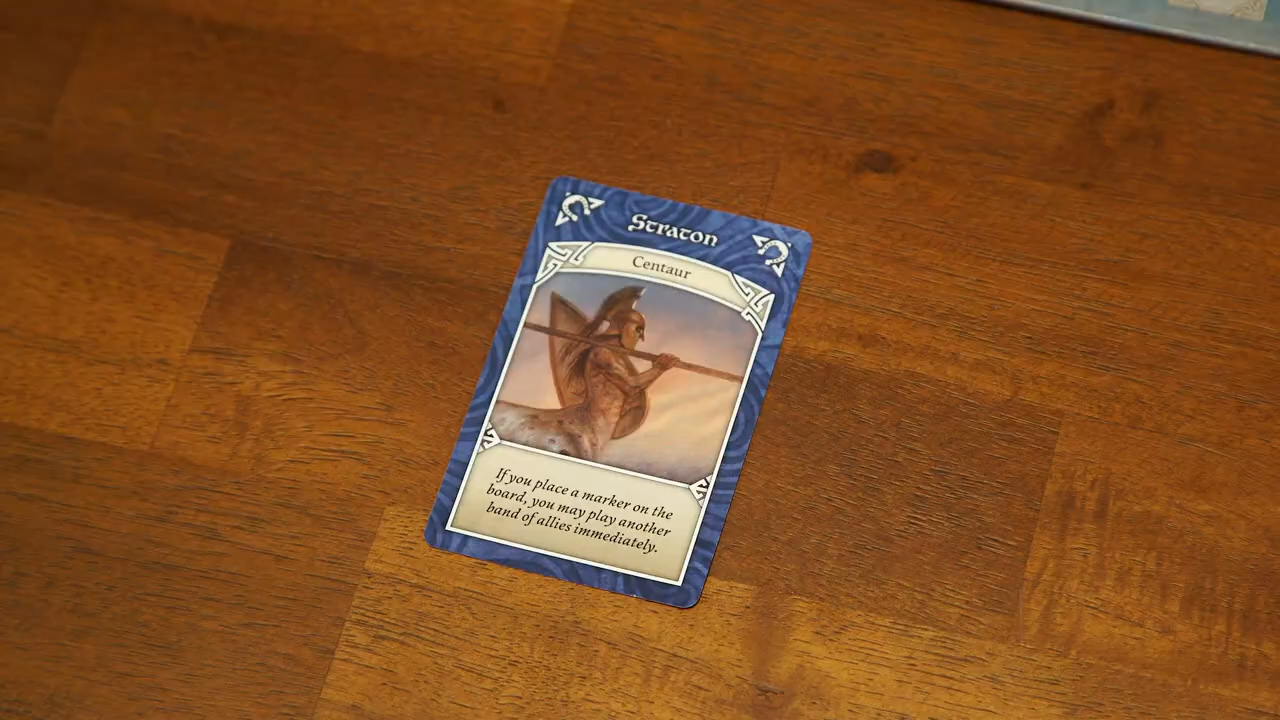 Straton
Centaur
If you place a marker on the
board, you may play another
band of allies immediately.